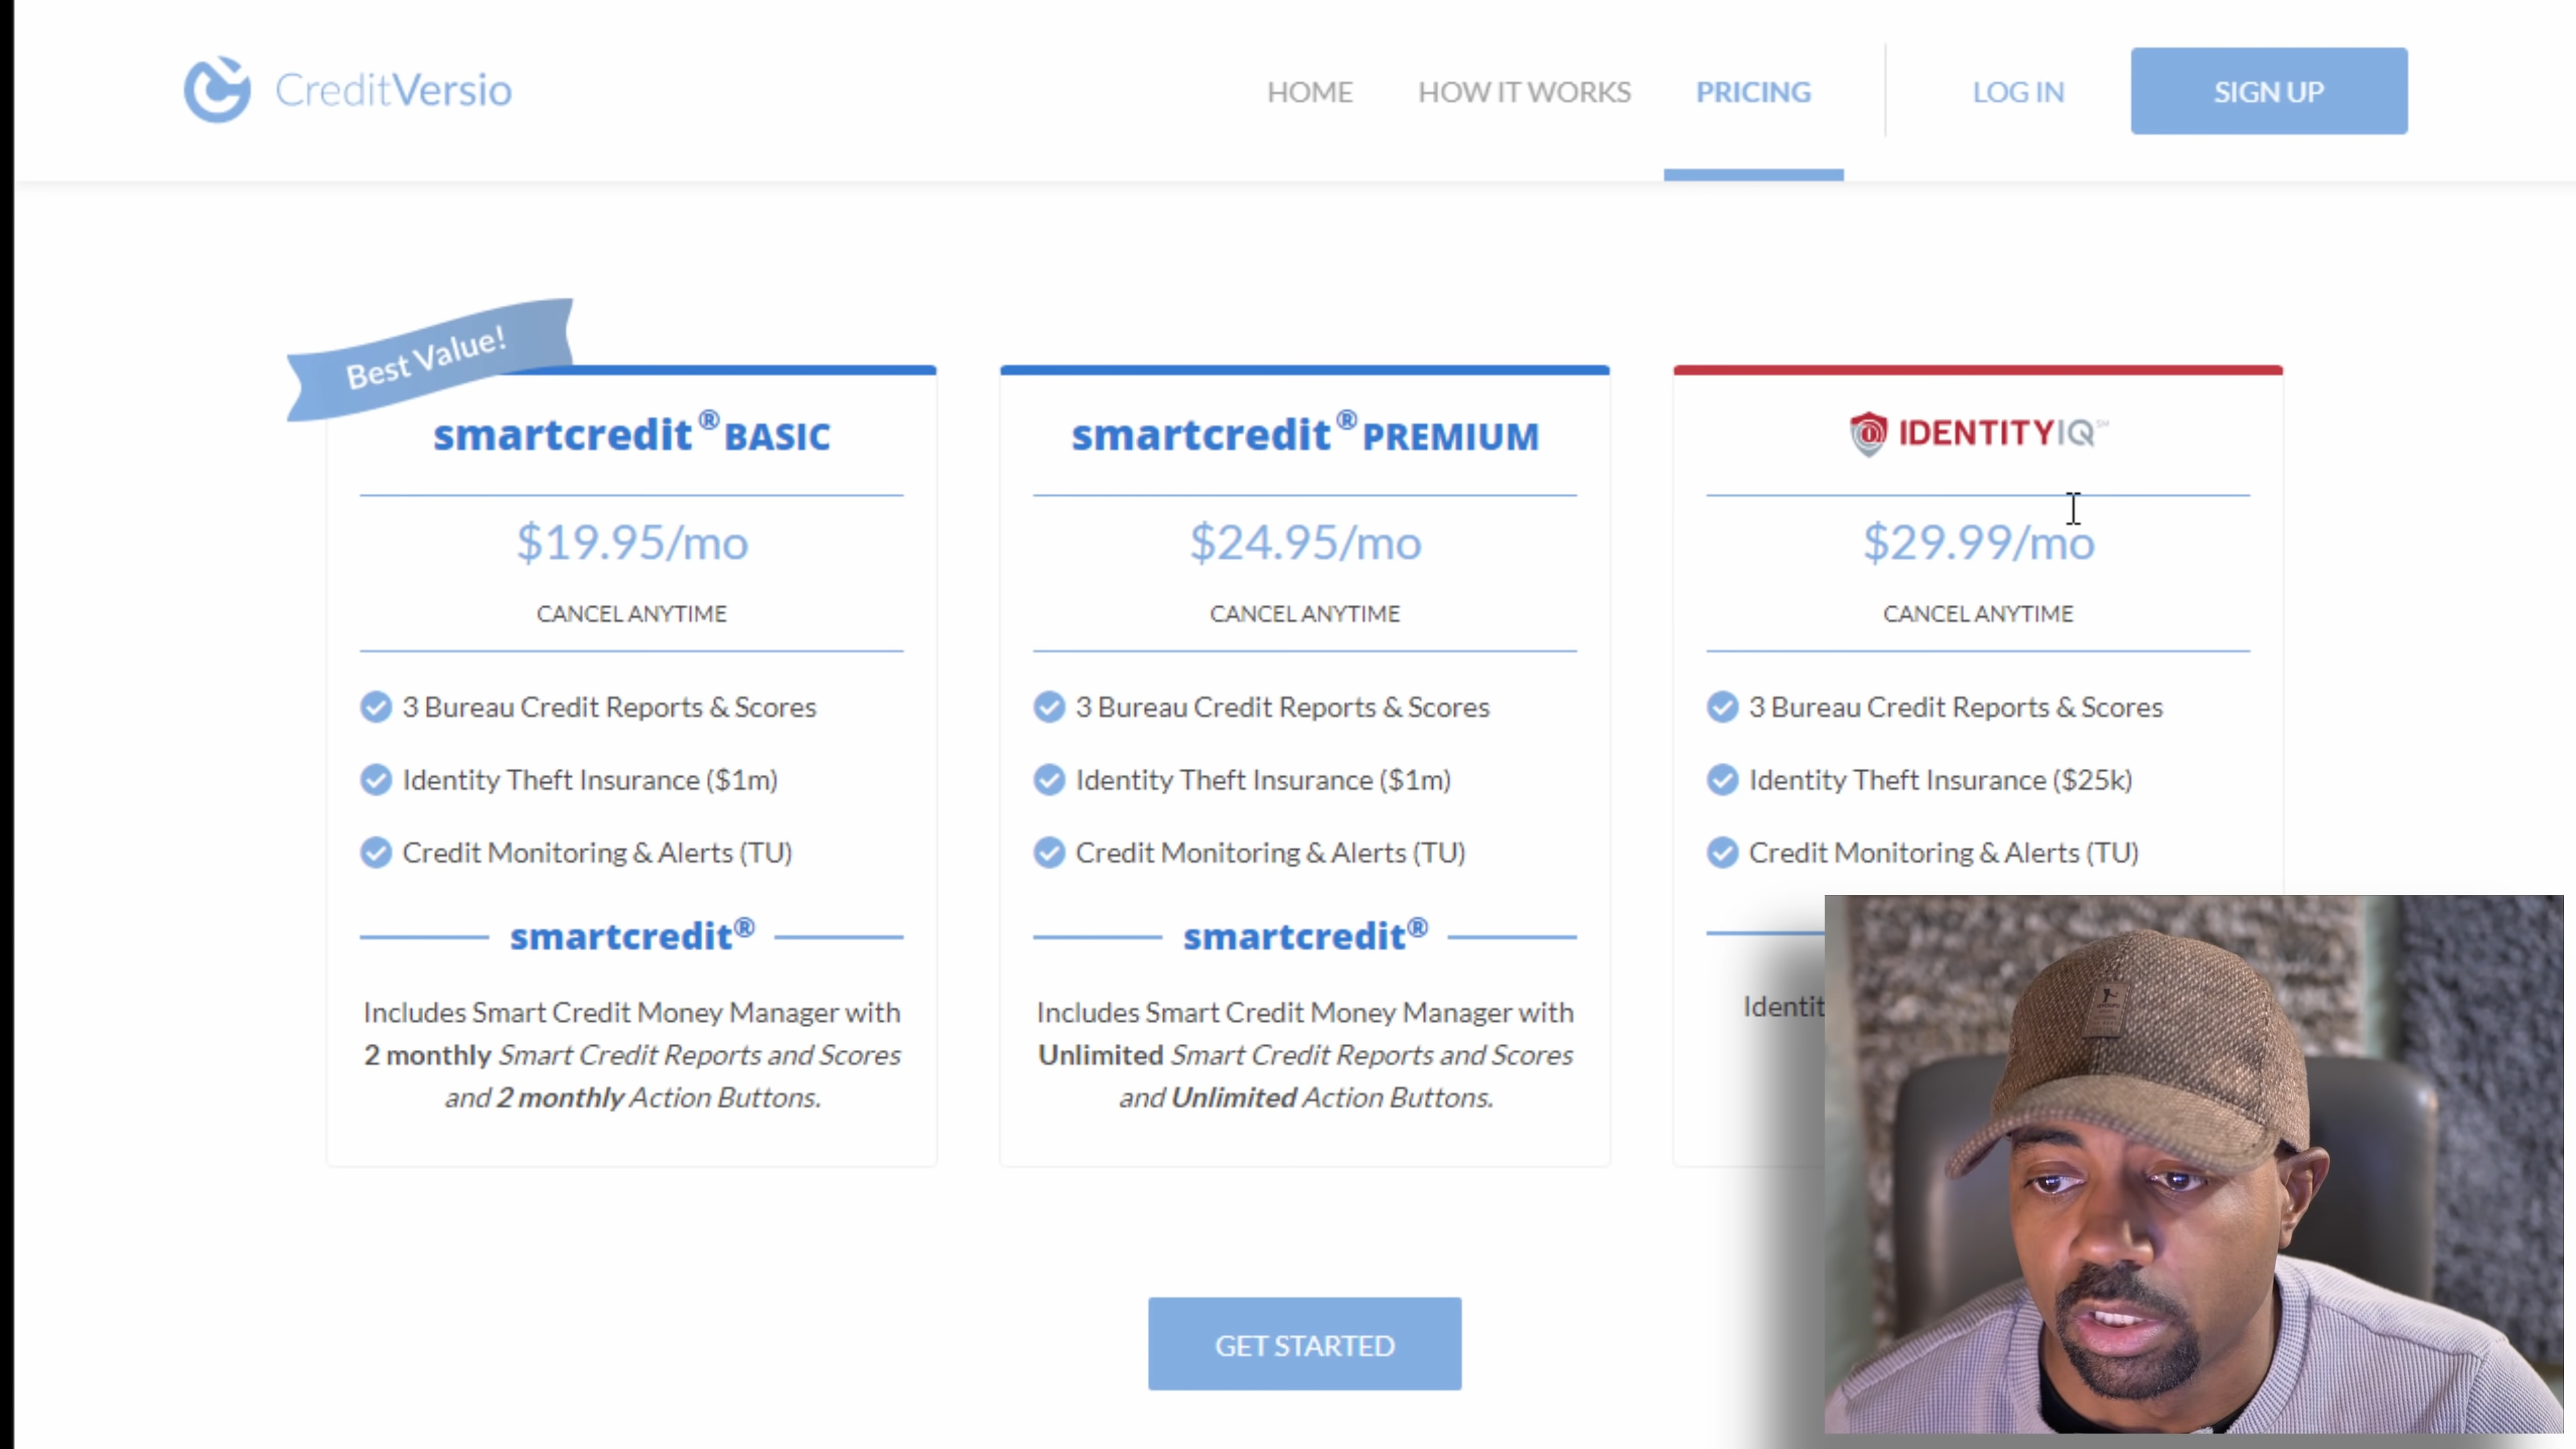 CreditVersio
HOME
HOW IT WORKS
PRICING
LOG IN
SIGN UP
Best Value!
smartcredit® BASIC
$19.95/mo
CANCEL ANYTIME
3 Bureau Credit Reports & Scores
Identity Theft Insurance ($1m)
Credit Monitoring & Alerts (TU)
smartcredit®
Includes Smart Credit Money Manager with
2 monthly Smart Credit Reports and Scores
and 2 monthly Action Buttons.
smartcredit® PREMIUM
$24.95/mo
CANCEL ANYTIME
3 Bureau Credit Reports & Scores
Identity Theft Insurance ($1m)
Credit Monitoring & Alerts (TU)
smartcredit®
Includes Smart Credit Money Manager with
Unlimited Smart Credit Reports and Scores
and Unlimited Action Buttons.
IDENTITYIQ℠
$29.99/mo
CANCEL ANYTIME
3 Bureau Credit Reports & Scores
Identity Theft Insurance ($25k)
Credit Monitoring & Alerts (TU)
GET STARTED